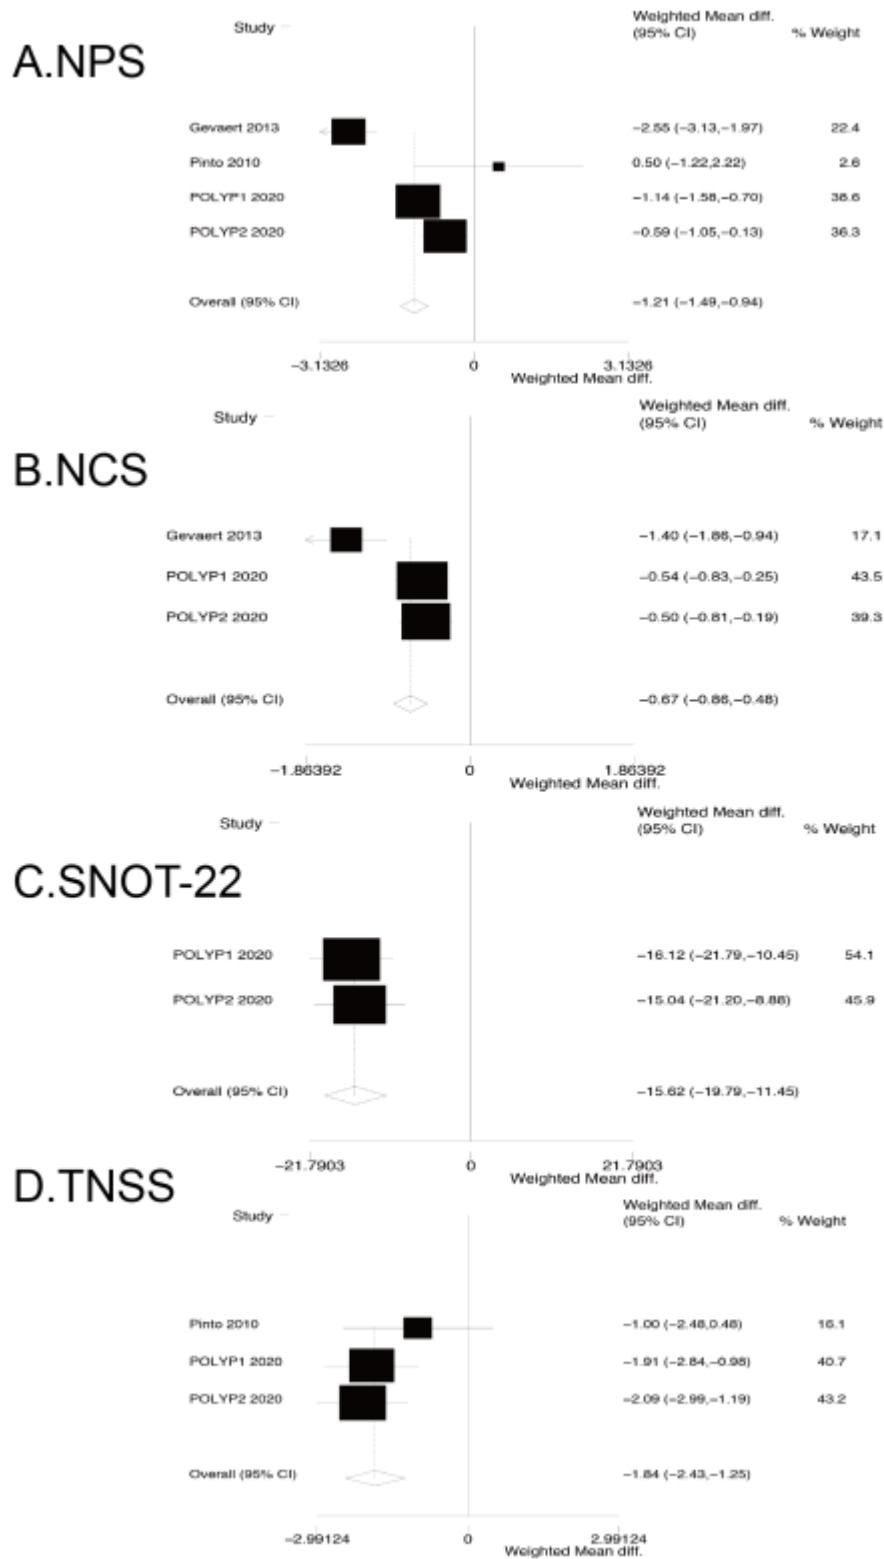 Weighted Mean diff.
Study (95% CI) % Weight
A.NPS
Gevaert 2013 −2.55 (−3.13,−1.97) 22.4
Pinto 2010 0.50 (−1.22,2.22) 2.6
POLYP1 2020 −1.14 (−1.58,−0.70) 38.6
POLYP2 2020 −0.59 (−1.05,−0.13) 36.3
Overall (95% CI) −1.21 (−1.49,−0.94)
−3.1326 0 3.1326
Weighted Mean diff.
Weighted Mean diff.
Study (95% CI) % Weight
B.NCS
Gevaert 2013 −1.40 (−1.86,−0.94) 17.1
POLYP1 2020 −0.54 (−0.83,−0.25) 43.5
POLYP2 2020 −0.50 (−0.81,−0.19) 39.3
Overall (95% CI) −0.67 (−0.86,−0.48)
−1.86392 0 1.86392
Weighted Mean diff.
Weighted Mean diff.
Study (95% CI) % Weight
C.SNOT-22
POLYP1 2020 −16.12 (−21.79,−10.45) 54.1
POLYP2 2020 −15.04 (−21.20,−8.88) 45.9
Overall (95% CI) −15.62 (−19.79,−11.45)
−21.7903 0 21.7903
Weighted Mean diff.
D.TNSS
Weighted Mean diff.
Study (95% CI) % Weight
Pinto 2010 −1.00 (−2.48,0.48) 16.1
POLYP1 2020 −1.91 (−2.84,−0.98) 40.7
POLYP2 2020 −2.09 (−2.99,−1.19) 43.2
Overall (95% CI) −1.84 (−2.43,−1.25)
−2.99124 0 2.99124
Weighted Mean diff.